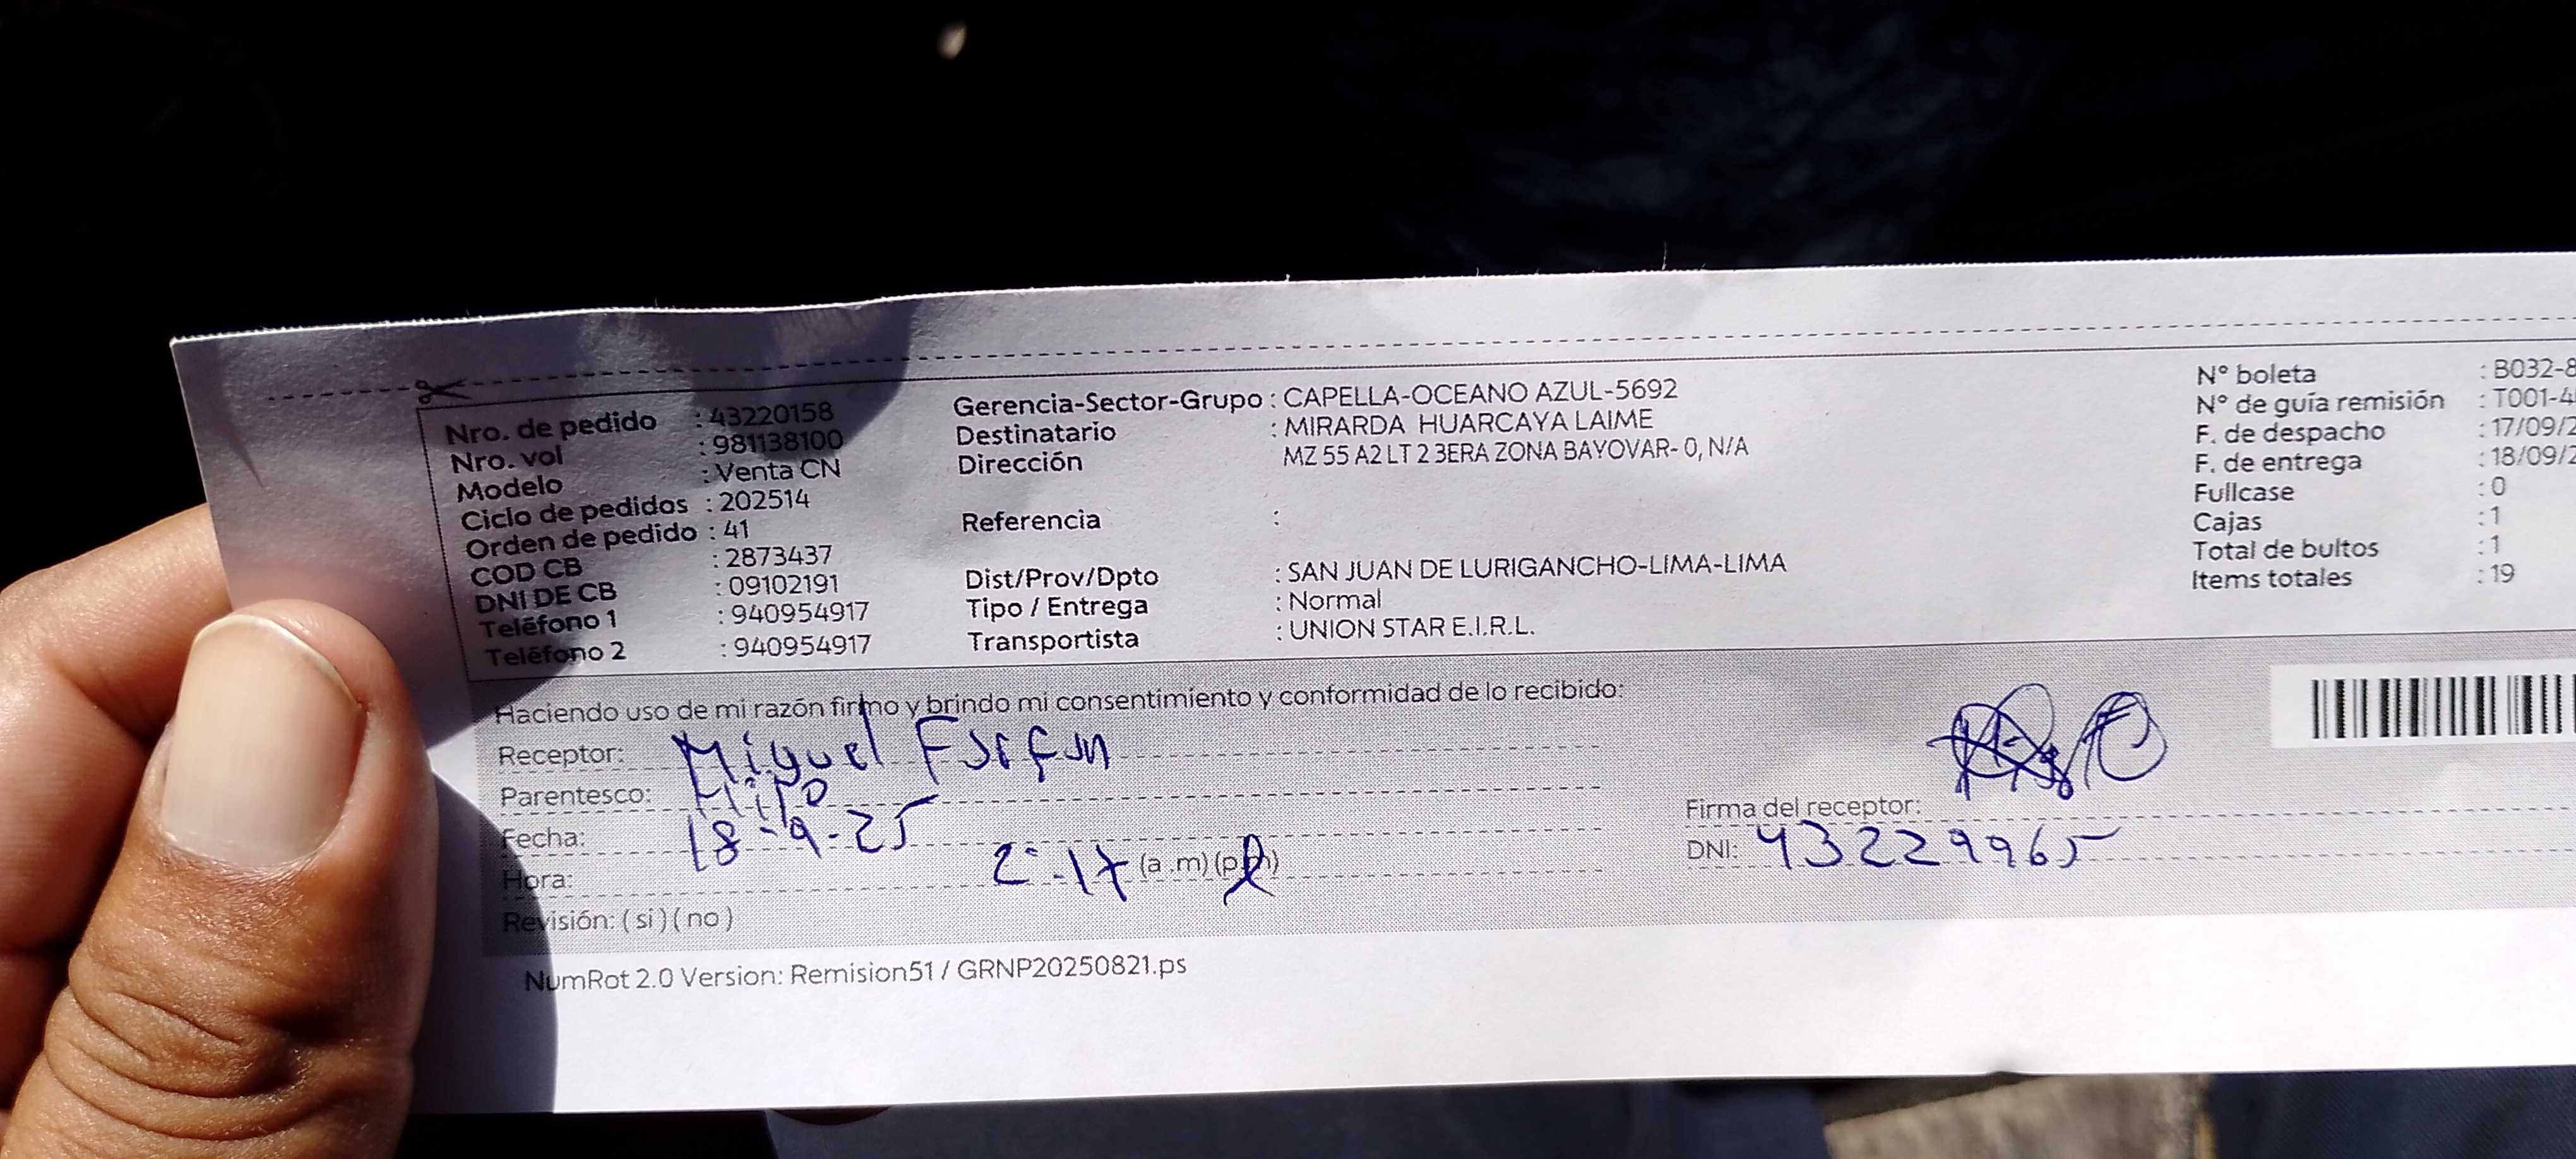 Nro. de pedido : 43220158
Nro. vol : 981138100
Modelo : Venta CN
Ciclo de pedidos : 202514
Orden de pedido : 41
COD CB : 2873437
DNI DE CB : 09102191
Teléfono 1 : 940954917
Teléfono 2 : 940954917
Gerencia-Sector-Grupo : CAPELLA-OCEANO AZUL-5692
Destinatario : MIRARDA HUARCAYA LAIME
Dirección MZ 55 A2 LT 2 3ERA ZONA BAYOVAR- 0, N/A
Referencia :
Dist/Prov/Dpto : SAN JUAN DE LURIGANCHO-LIMA-LIMA
Tipo / Entrega : Normal
Transportista : UNION STAR E.I.R.L.
N° boleta : B032-8
N° de guía remisión : T001-4
F. de despacho : 17/09/2
F. de entrega : 18/09/2
Fullcase : 0
Cajas : 1
Total de bultos : 1
Items totales : 19
Haciendo uso de mi razón firmo y brindo mi consentimiento y conformidad de lo recibido:
Receptor: Miguel Farfan
Parentesco: Hijo
Fecha: 18-9-25
Hora: 2:17 (a.m) (p.m)
Revisión: (si) (no)
Firma del receptor:
DNI: 43229965
NumRot 2.0 Version: Remision51 / GRNP20250821.ps